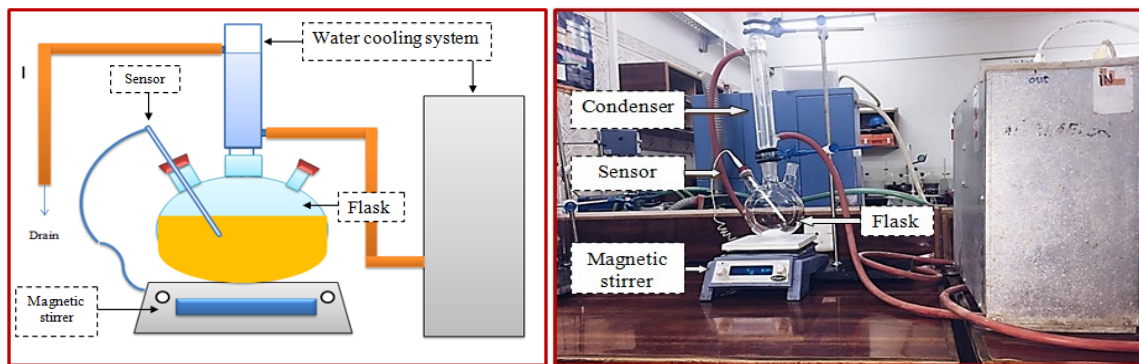 Water cooling system
Sensor
Flask
Drain
Magnetic
stirrer
Condenser
Sensor
Flask
Magnetic
stirrer
out
IN